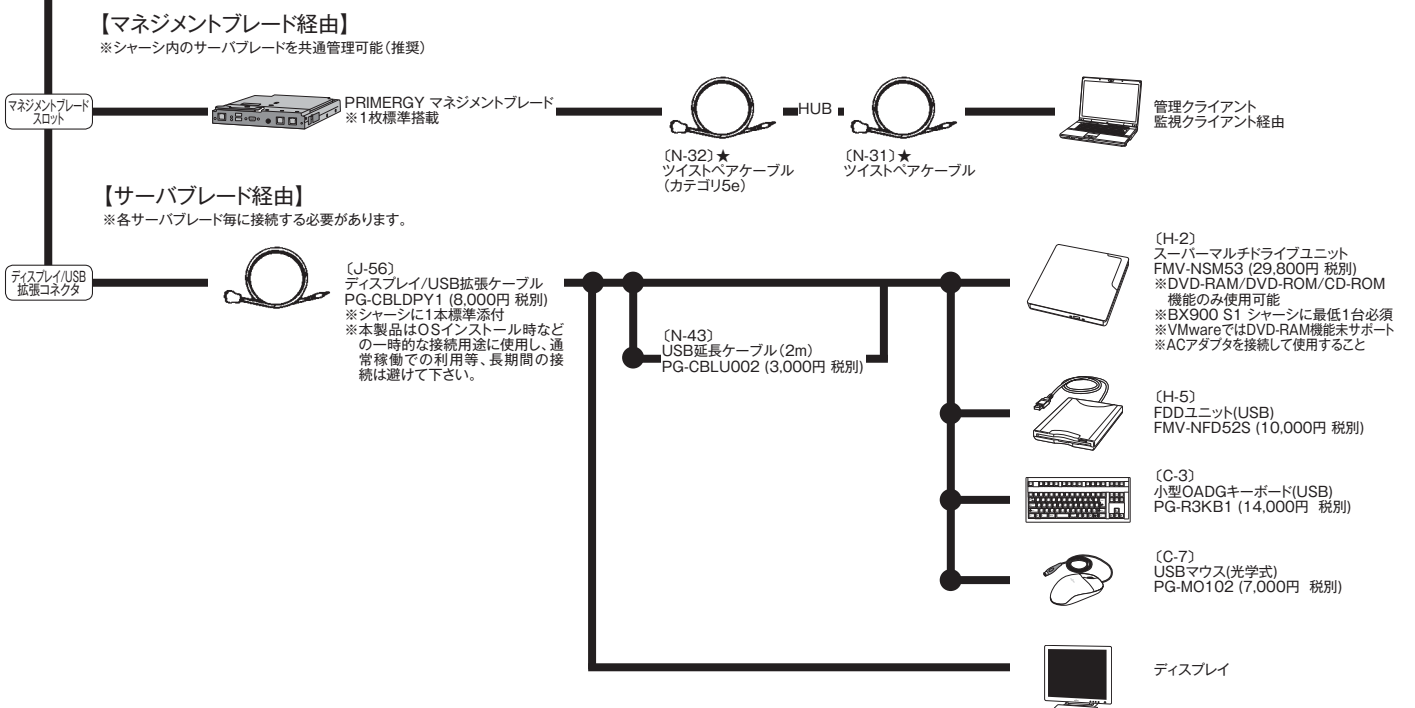 【マネジメントブレード経由】
※シャーシ内のサーバブレードを共通管理可能（推奨）
マネジメントブレード
スロット
PRIMERGY マネジメントブレード
※1枚標準搭載
〔N-32〕★
ツイストペアケーブル
（カテゴリ5e）
HUB
〔N-31〕★
ツイストペアケーブル
管理クライアント
監視クライアント経由
【サーバブレード経由】
※各サーバブレード毎に接続する必要があります。
ディスプレイ/USB
拡張コネクタ
〔J-56〕
ディスプレイ/USB拡張ケーブル
PG-CBLDPY1 (8,000円 税別)
※シャーシに1本標準添付
※本製品はOSインストール時など
の一時的な接続用途に使用し、通
常稼働での利用等、長期間の接
続は避けて下さい。
〔N-43〕
USB延長ケーブル（2m）
PG-CBLU002 (3,000円 税別)
〔H-2〕
スーパーマルチドライブユニット
FMV-NSM53 (29,800円 税別)
※DVD-RAM/DVD-ROM/CD-ROM
機能のみ使用可能
※BX900 S1 シャーシに最低1台必須
※VMwareではDVD-RAM機能未サポート
※ACアダプタを接続して使用すること
〔H-5〕
FDDユニット(USB)
FMV-NFD52S (10,000円 税別)
〔C-3〕
小型OADGキーボード(USB)
PG-R3KB1 (14,000円 税別)
〔C-7〕
USBマウス(光学式)
PG-MO102 (7,000円 税別)
ディスプレイ